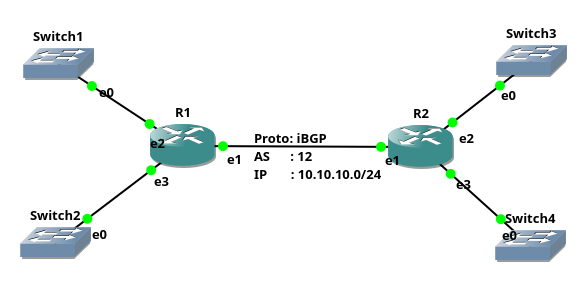 Switch1
Switch3
e0
e0
R1
R2
e2
e2
Proto: iBGP
e1
e1
AS : 12
IP : 10.10.10.0/24
e3
e3
Switch2
Switch4
e0
e0